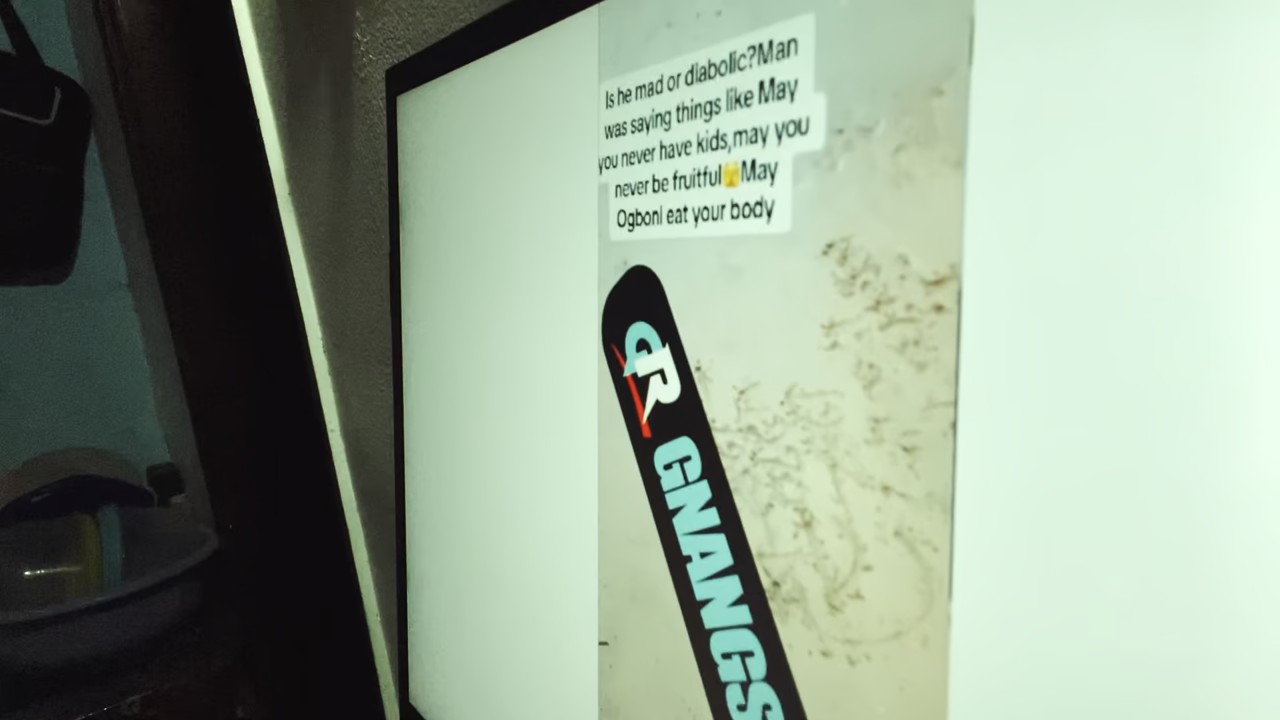 Is he mad or diabolic?Man
was saying things like May
you never have kids,may you
never be fruitful🫣May
Ogboni eat your body
GR GNANGS